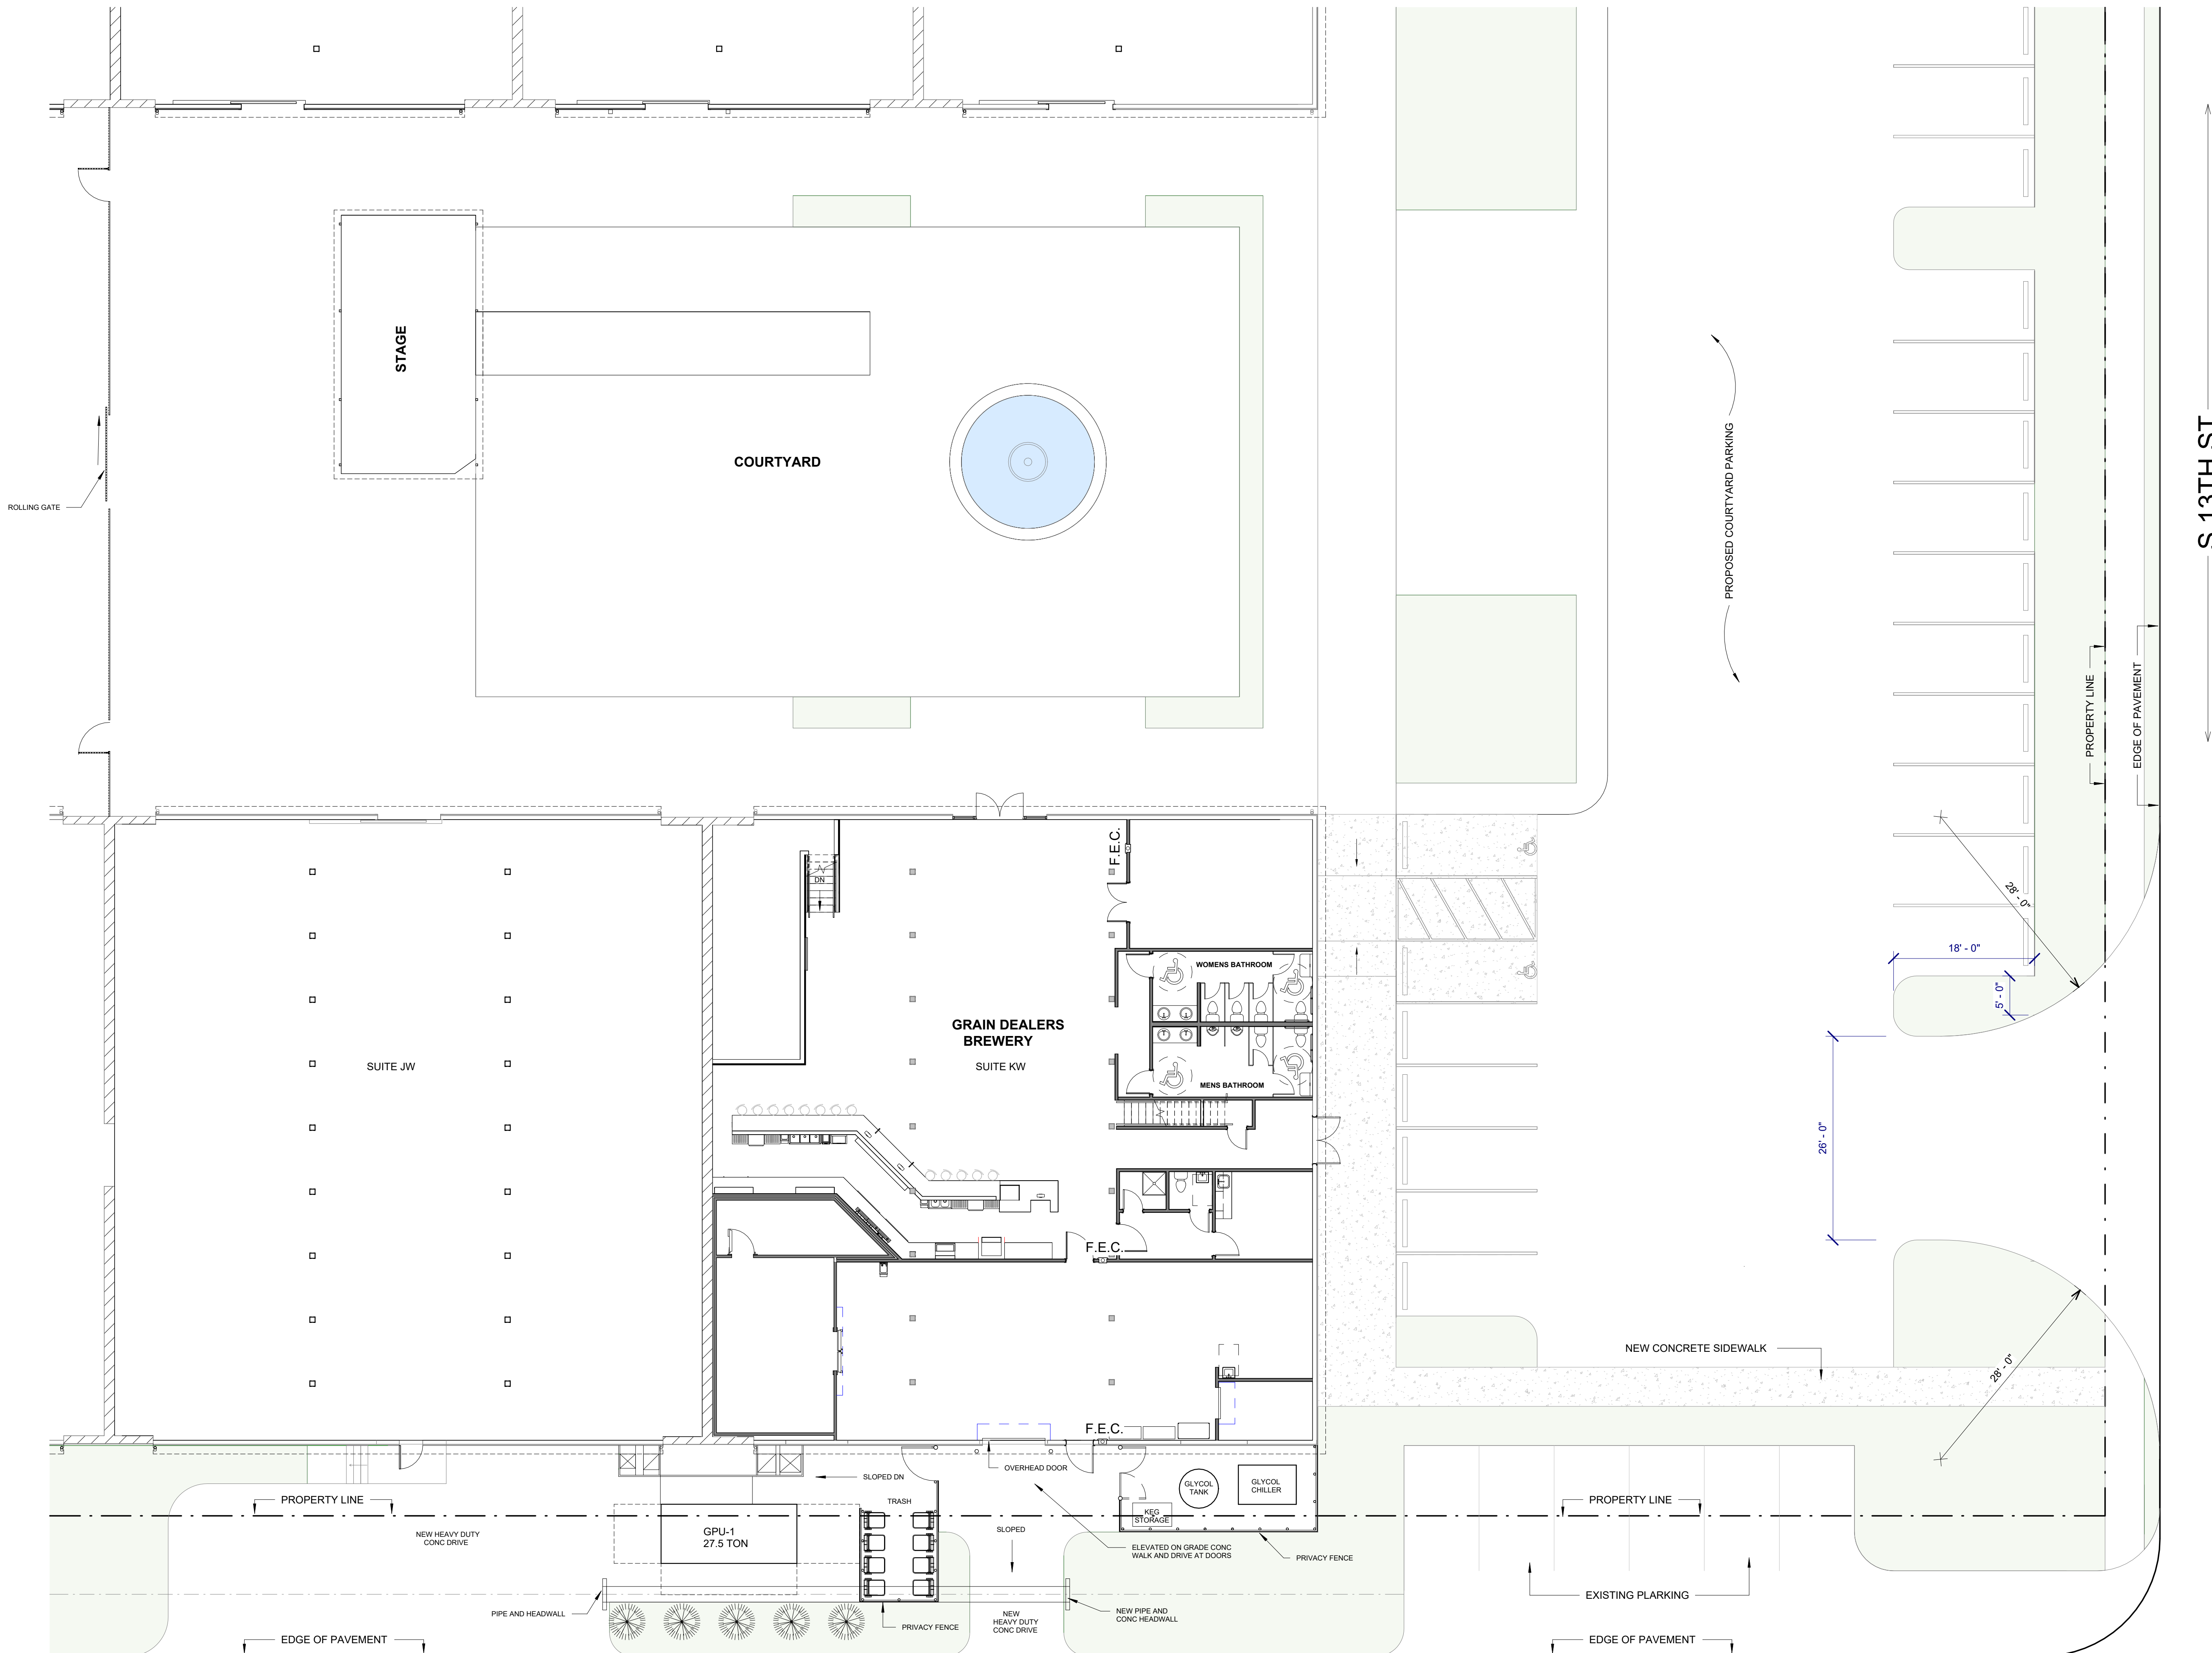 STAGE
COURTYARD
ROLLING GATE
PROPOSED COURTYARD PARKING
PROPERTY LINE
EDGE OF PAVEMENT
S 13TH ST
28' - 0"
18' - 0"
5' - 0"
26' - 0"
28' - 0"
DN
F.E.C.
WOMENS BATHROOM
GRAIN DEALERS
BREWERY
SUITE KW
SUITE JW
MENS BATHROOM
F.E.C.
F.E.C.
NEW CONCRETE SIDEWALK
OVERHEAD DOOR
SLOPED DN
TRASH
GLYCOL
TANK
GLYCOL
CHILLER
KEG
STORAGE
PROPERTY LINE
NEW HEAVY DUTY
CONC DRIVE
GPU-1
27.5 TON
SLOPED
ELEVATED ON GRADE CONC
WALK AND DRIVE AT DOORS
PRIVACY FENCE
PROPERTY LINE
EXISTING PLARKING
PIPE AND HEADWALL
PRIVACY FENCE
NEW
HEAVY DUTY
CONC DRIVE
NEW PIPE AND
CONC HEADWALL
EDGE OF PAVEMENT
EDGE OF PAVEMENT